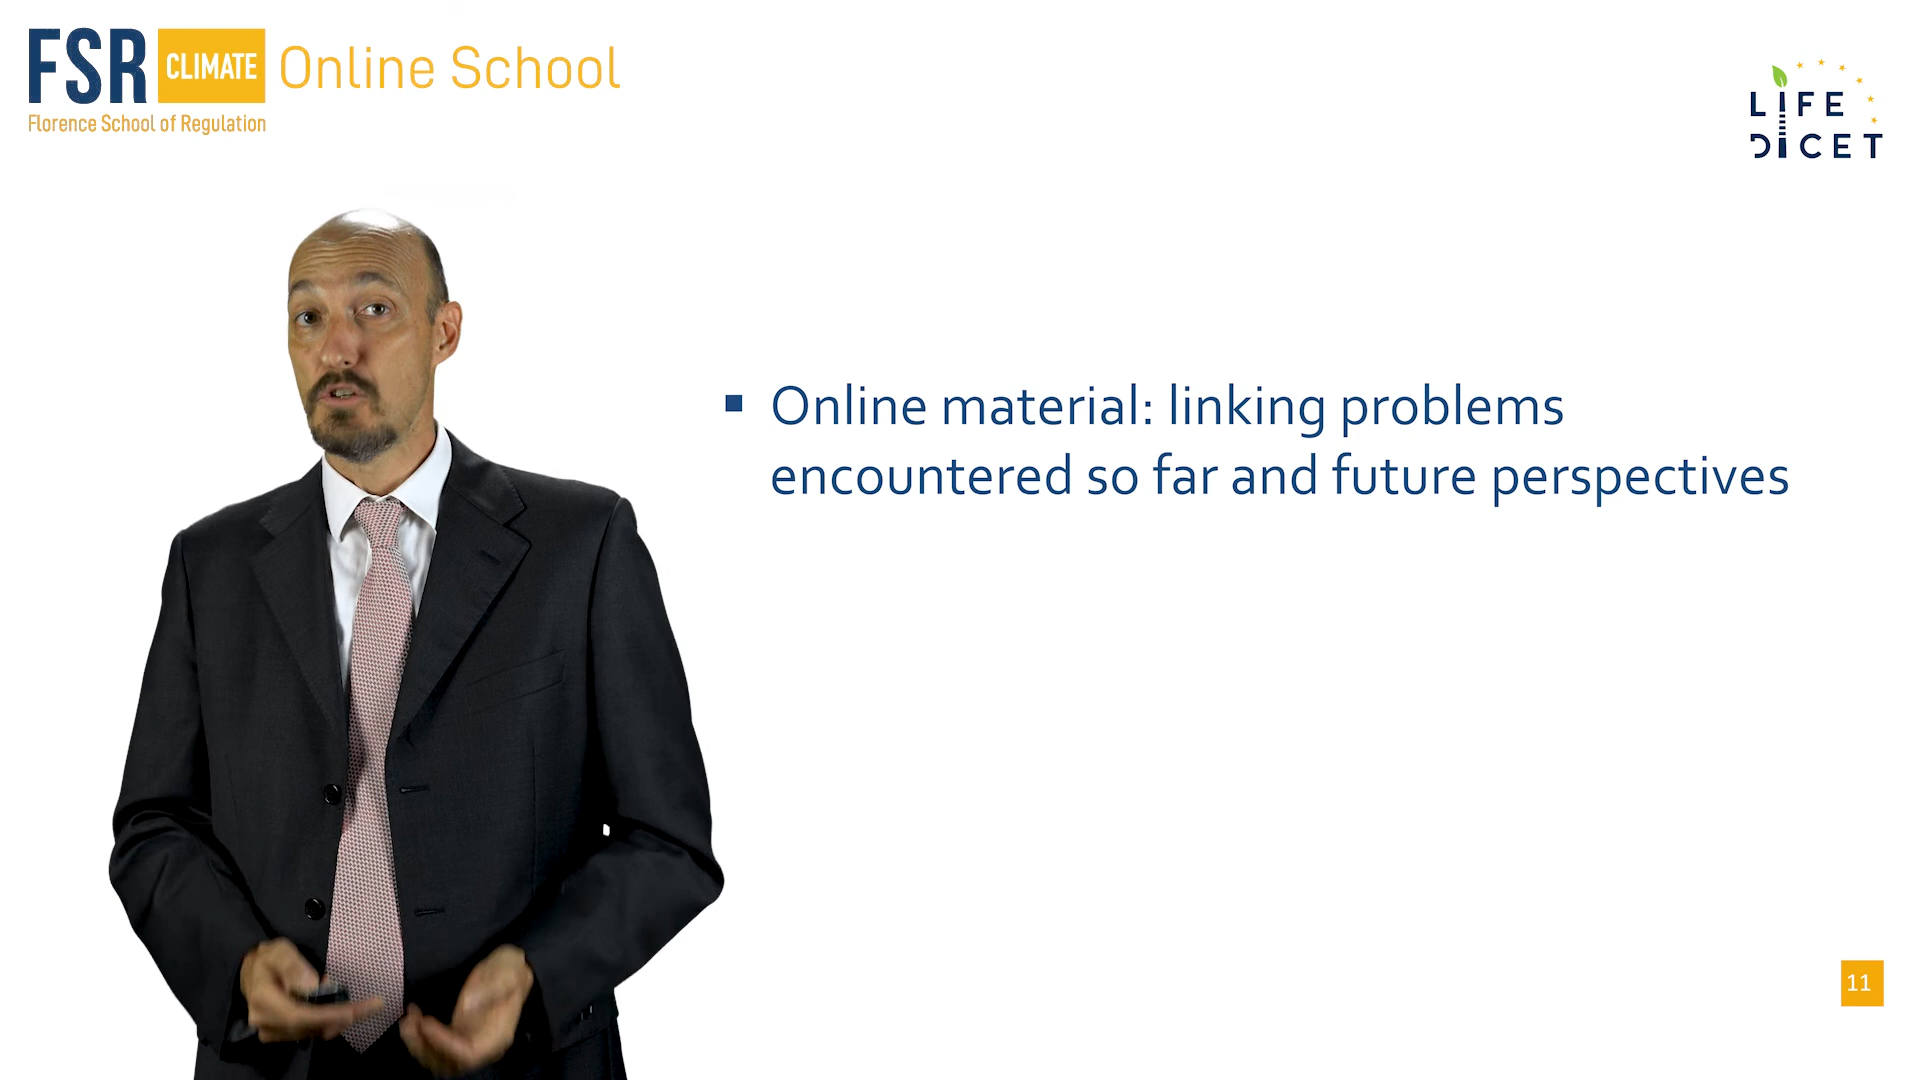 FSR CLIMATE Online School
Florence School of Regulation
LIFE
DICET
▪ Online material: linking problems
encountered so far and future perspectives
11